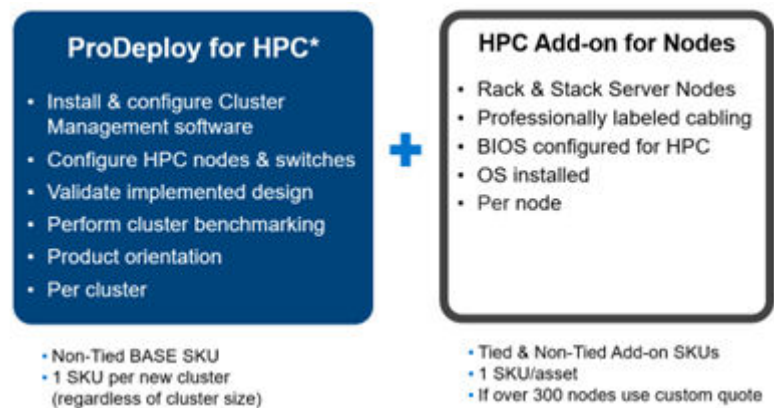 ProDeploy for HPC*
• Install & configure Cluster
Management software
• Configure HPC nodes & switches
• Validate implemented design
• Perform cluster benchmarking
• Product orientation
• Per cluster
• Non-Tied BASE SKU
• 1 SKU per new cluster
(regardless of cluster size)
+
HPC Add-on for Nodes
• Rack & Stack Server Nodes
• Professionally labeled cabling
• BIOS configured for HPC
• OS installed
• Per node
• Tied & Non-Tied Add-on SKUs
• 1 SKU/asset
• If over 300 nodes use custom quote